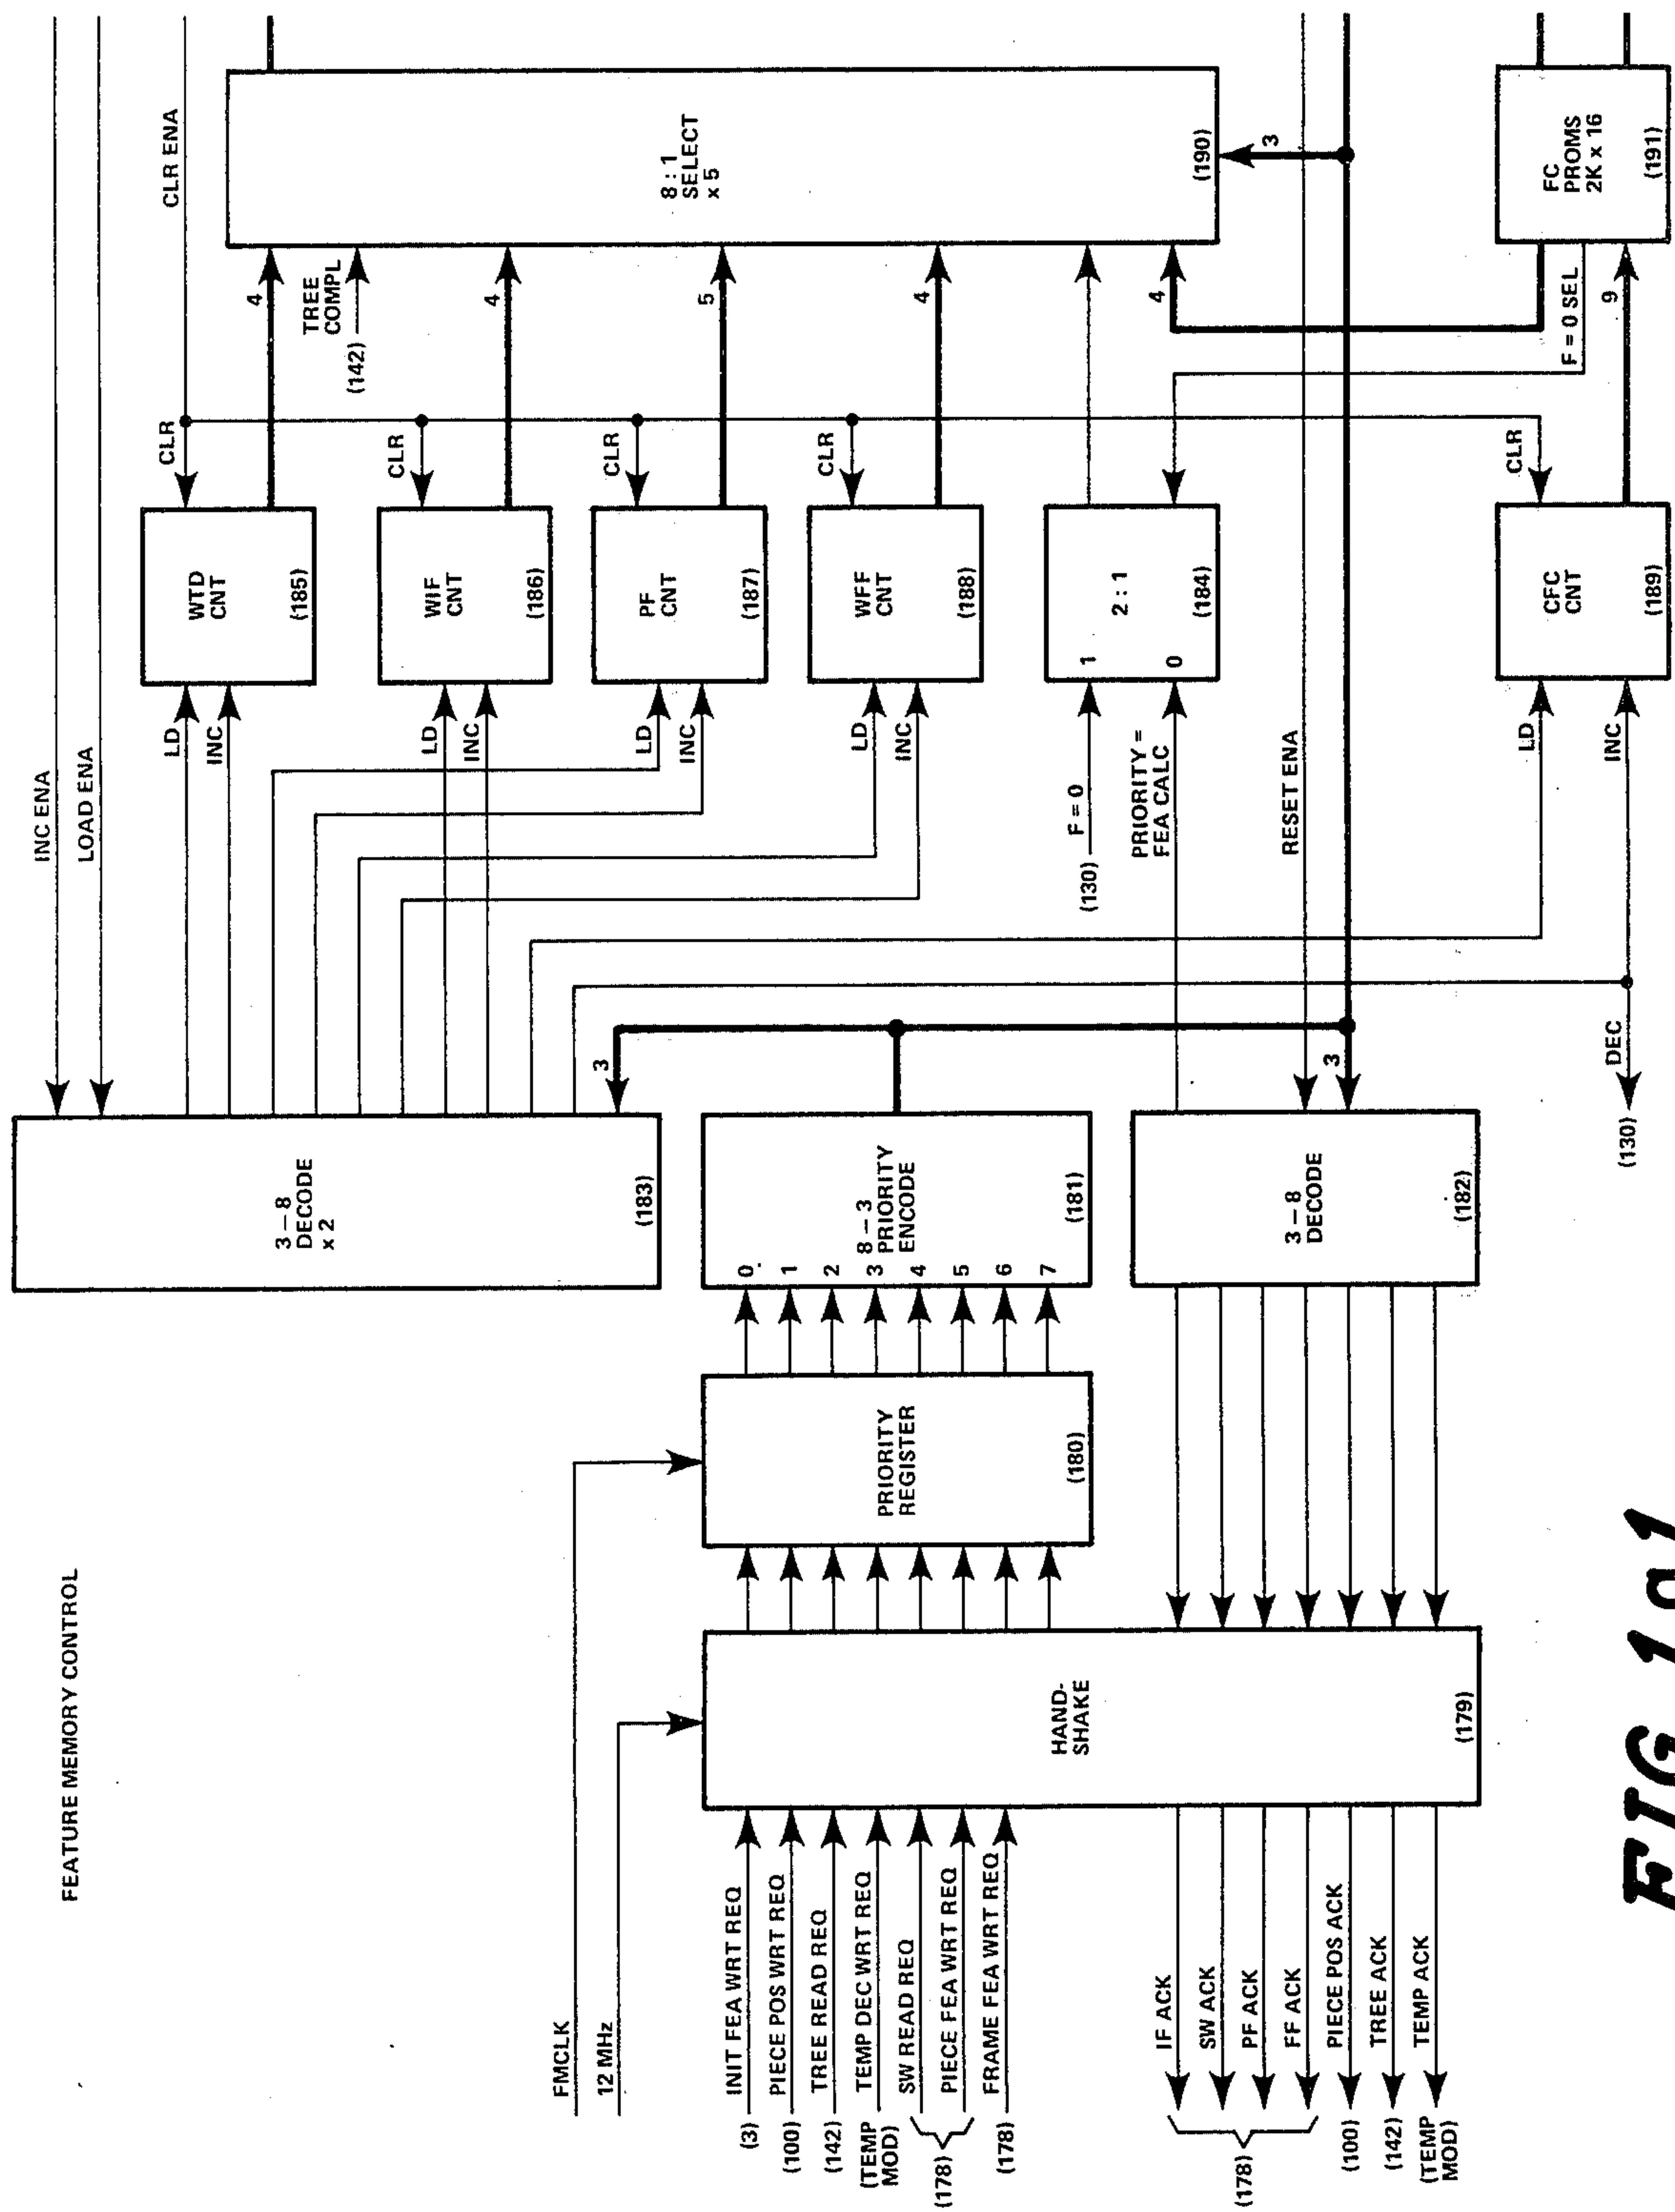 FEATURE MEMORY CONTROL
INC ENA
LOAD ENA
CLR ENA
FMCLK
12 MHz
(3)
INIT FEA WRT REQ
(100)
PIECE POS WRT REQ
(142)
TREE READ REQ
(TEMP
MOD)
TEMP DEC WRT REQ
SW READ REQ
(178)
PIECE FEA WRT REQ
(178)
FRAME FEA WRT REQ
IF ACK
SW ACK
(178)
PF ACK
FF ACK
(100)
PIECE POS ACK
(142)
TREE ACK
(TEMP
MOD)
TEMP ACK
HAND-
SHAKE
(179)
PRIORITY
REGISTER
(180)
0
1
2
3
4
5
6
7
8 – 3
PRIORITY
ENCODE
(181)
3 – 8
DECODE
(182)
3 – 8
DECODE
x 2
(183)
3
3
DEC
(130)
LD
INC
CLR
WTD
CNT
(185)
4
LD
INC
CLR
WIF
CNT
(186)
4
LD
INC
CLR
PF
CNT
(187)
5
LD
INC
CLR
WFF
CNT
(188)
4
(130)
F = 0
PRIORITY =
FEA CALC
1
0
2 : 1
(184)
RESET ENA
LD
INC
CLR
CFC
CNT
(189)
9
F = 0 SEL
4
TREE
COMPL
(142)
8 : 1
SELECT
x 5
(190)
3
FC
PROMS
2K x 16
(191)